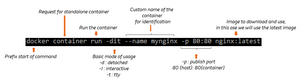 Request for standalone container
Run the container
Custom name of the
container
for identification
Image to download and use,
in this case we will use the latest image
docker container run -dit --name mynginx -p 80:80 nginx:latest
Prefix start of command
Basic mode of usage
-d: detached
-i: interactive
-t: tty
-p : publish port
80 (host): 80(container)